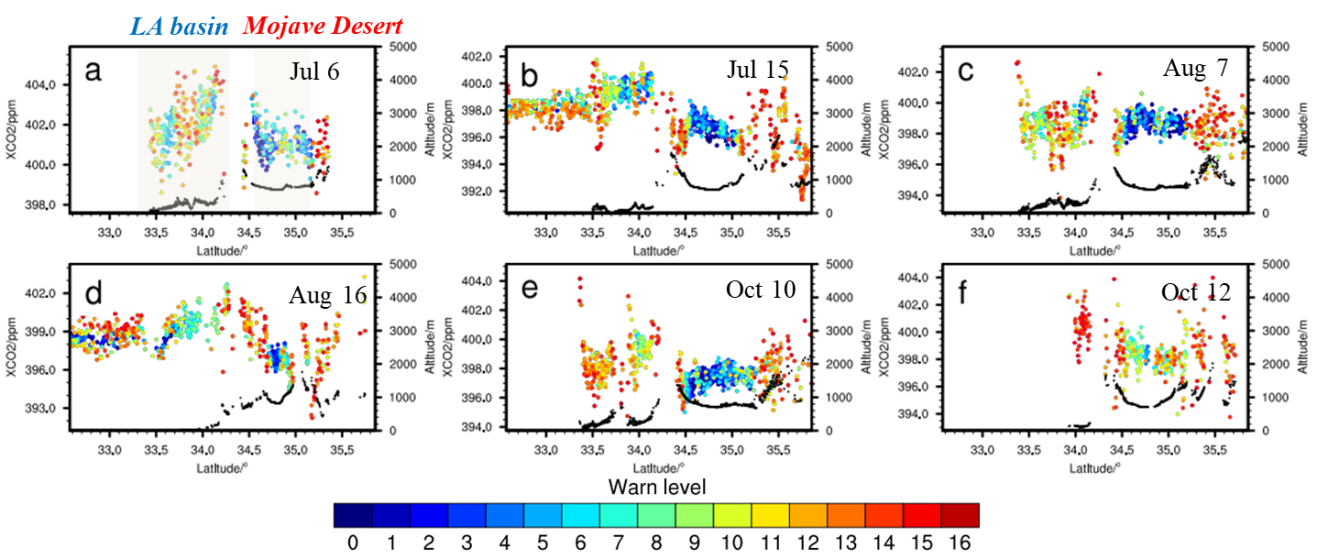 LA basin Mojave Desert
a Jul 6
XCO2/ppm
404.0
402.0
400.0
398.0
33.0 33.5 34.0 34.5 35.0 35.5
Latitude/°
5000
4000
3000
2000
1000
0
Altitude/m
b Jul 15
XCO2/ppm
402.0
400.0
398.0
396.0
394.0
392.0
33.0 33.5 34.0 34.5 35.0 35.5
Latitude/°
5000
4000
3000
2000
1000
0
Altitude/m
c Aug 7
XCO2/ppm
402.0
400.0
398.0
396.0
394.0
33.0 33.5 34.0 34.5 35.0 35.5
Latitude/°
5000
4000
3000
2000
1000
0
Altitude/m
d Aug 16
XCO2/ppm
402.0
399.0
396.0
393.0
33.0 33.5 34.0 34.5 35.0 35.5
Latitude/°
5000
4000
3000
2000
1000
0
Altitude/m
e Oct 10
XCO2/ppm
404.0
402.0
400.0
398.0
396.0
394.0
33.0 33.5 34.0 34.5 35.0 35.5
Latitude/°
5000
4000
3000
2000
1000
0
Altitude/m
f Oct 12
XCO2/ppm
404.0
402.0
400.0
398.0
396.0
394.0
33.0 33.5 34.0 34.5 35.0 35.5
Latitude/°
5000
4000
3000
2000
1000
0
Altitude/m
Warn level
0 1 2 3 4 5 6 7 8 9 10 11 12 13 14 15 16